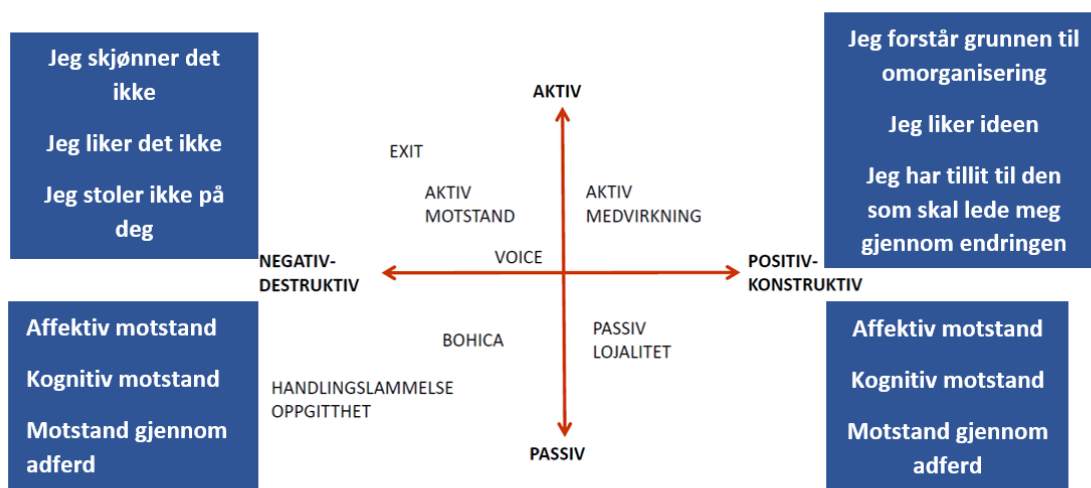 Jeg skjønner det
ikke
Jeg liker det ikke
Jeg stoler ikke på
deg
AKTIV
EXIT
AKTIV
MOTSTAND
AKTIV
MEDVIRKNING
VOICE
NEGATIV-
DESTRUKTIV
POSITIV-
KONSTRUKTIV
Jeg forstår grunnen til
omorganisering
Jeg liker ideen
Jeg har tillit til den
som skal lede meg
gjennom endringen
Affektiv motstand
Kognitiv motstand
Motstand gjennom
adferd
BOHICA
PASSIV
LOJALITET
HANDLINGSLAMMELSE
OPPGITTHET
PASSIV
Affektiv motstand
Kognitiv motstand
Motstand gjennom
adferd